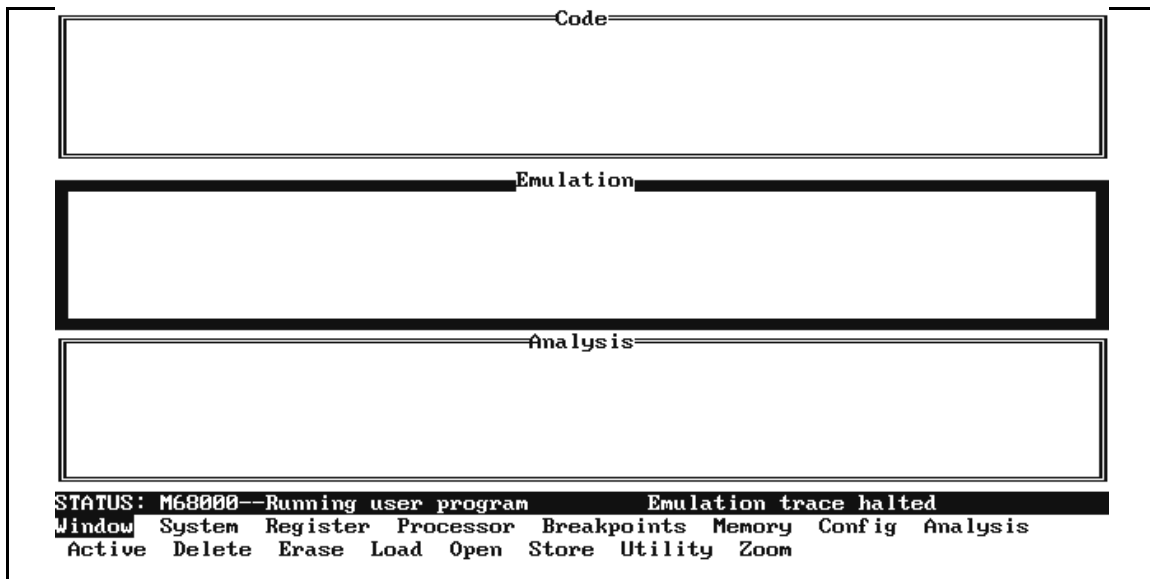 Code
Emulation
Analysis
STATUS: M68000--Running user program Emulation trace halted
Window System Register Processor Breakpoints Memory Config Analysis
Active Delete Erase Load Open Store Utility Zoom